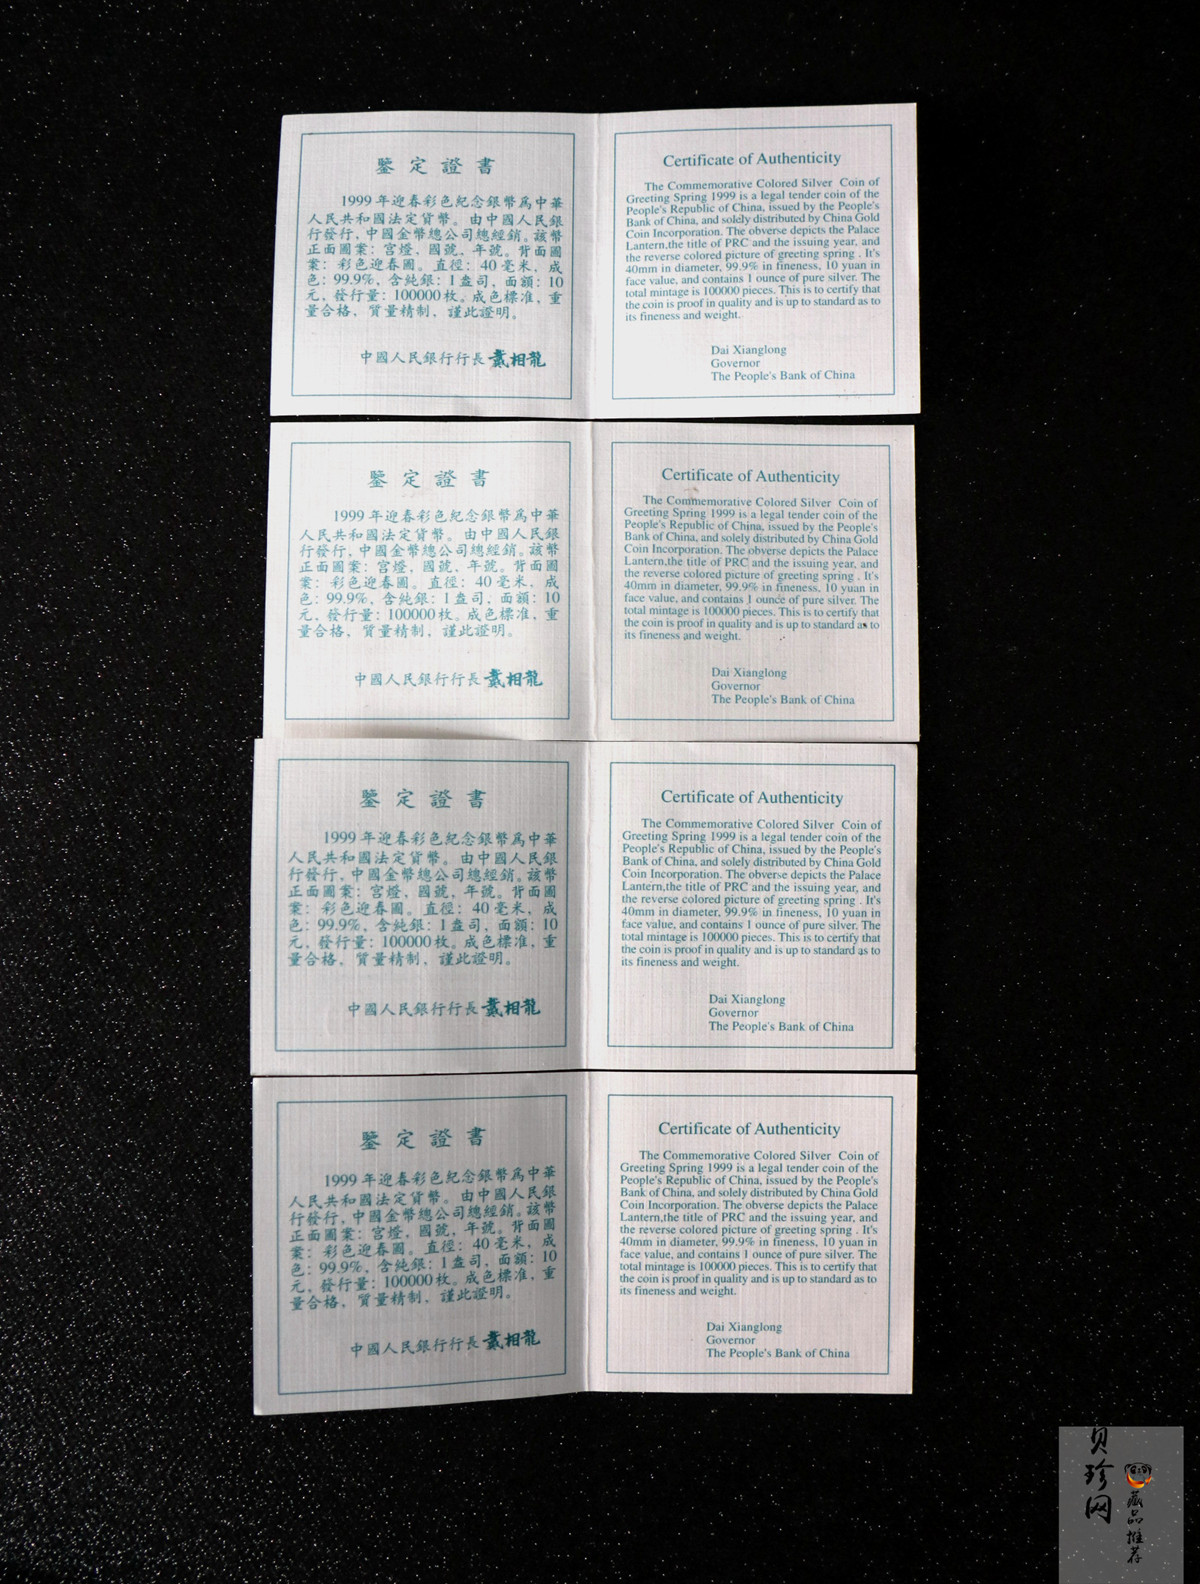 鑒定證書
1999年迎春彩色紀念銀幣爲中華
人民共和國法定貨幣。由中國人民銀
行發行,中國金幣總公司總經銷。該幣
正面圖案:宮燈,國號、年號。背面圖
案:彩色迎春圖。直徑:40毫米,成
色:99.9%,含純銀:1盎司,面額:10
元,發行量:100000枚。成色標准,重
量合格,質量精制,謹此證明。
中國人民銀行行長戴相龍
Certificate of Authenticity
The Commemorative Colored Silver Coin of
Greeting Spring 1999 is a legal tender coin of the
People's Republic of China, issued by the People's
Bank of China, and solely distributed by China Gold
Coin Incorporation. The obverse depicts the Palace
Lantern,the title of PRC and the issuing year, and
the reverse colored picture of greeting spring . It's
40mm in diameter, 99.9% in fineness, 10 yuan in
face value, and contains 1 ounce of pure silver. The
total mintage is 100000 pieces. This is to certify that
the coin is proof in quality and is up to standard as to
its fineness and weight.
Dai Xianglong
Governor
The People's Bank of China
鑒定證書
1999年迎春彩色紀念銀幣爲中華
人民共和國法定貨幣。由中國人民銀
行發行,中國金幣總公司總經銷。該幣
正面圖案:宮燈,國號、年號。背面圖
案:彩色迎春圖。直徑:40毫米,成
色:99.9%,含純銀:1盎司,面額:10
元,發行量:100000枚。成色標准,重
量合格,質量精制,謹此證明。
中國人民銀行行長戴相龍
Certificate of Authenticity
The Commemorative Colored Silver Coin of
Greeting Spring 1999 is a legal tender coin of the
People's Republic of China, issued by the People's
Bank of China, and solely distributed by China Gold
Coin Incorporation. The obverse depicts the Palace
Lantern,the title of PRC and the issuing year, and
the reverse colored picture of greeting spring . It's
40mm in diameter, 99.9% in fineness, 10 yuan in
face value, and contains 1 ounce of pure silver. The
total mintage is 100000 pieces. This is to certify that
the coin is proof in quality and is up to standard as to
its fineness and weight.
Dai Xianglong
Governor
The People's Bank of China
鑒定證書
1999年迎春彩色紀念銀幣爲中華
人民共和國法定貨幣。由中國人民銀
行發行,中國金幣總公司總經銷。該幣
正面圖案:宮燈,國號、年號。背面圖
案:彩色迎春圖。直徑:40毫米,成
色:99.9%,含純銀:1盎司,面額:10
元,發行量:100000枚。成色標准,重
量合格,質量精制,謹此證明。
中國人民銀行行長戴相龍
Certificate of Authenticity
The Commemorative Colored Silver Coin of
Greeting Spring 1999 is a legal tender coin of the
People's Republic of China, issued by the People's
Bank of China, and solely distributed by China Gold
Coin Incorporation. The obverse depicts the Palace
Lantern,the title of PRC and the issuing year, and
the reverse colored picture of greeting spring . It's
40mm in diameter, 99.9% in fineness, 10 yuan in
face value, and contains 1 ounce of pure silver. The
total mintage is 100000 pieces. This is to certify that
the coin is proof in quality and is up to standard as to
its fineness and weight.
Dai Xianglong
Governor
The People's Bank of China
鑒定證書
1999年迎春彩色紀念銀幣爲中華
人民共和國法定貨幣。由中國人民銀
行發行,中國金幣總公司總經銷。該幣
正面圖案:宮燈,國號、年號。背面圖
案:彩色迎春圖。直徑:40毫米,成
色:99.9%,含純銀:1盎司,面額:10
元,發行量:100000枚。成色標准,重
量合格,質量精制,謹此證明。
中國人民銀行行長戴相龍
Certificate of Authenticity
The Commemorative Colored Silver Coin of
Greeting Spring 1999 is a legal tender coin of the
People's Republic of China, issued by the People's
Bank of China, and solely distributed by China Gold
Coin Incorporation. The obverse depicts the Palace
Lantern,the title of PRC and the issuing year, and
the reverse colored picture of greeting spring . It's
40mm in diameter, 99.9% in fineness, 10 yuan in
face value, and contains 1 ounce of pure silver. The
total mintage is 100000 pieces. This is to certify that
the coin is proof in quality and is up to standard as to
its fineness and weight.
Dai Xianglong
Governor
The People's Bank of China
贝珍网
藏品推荐